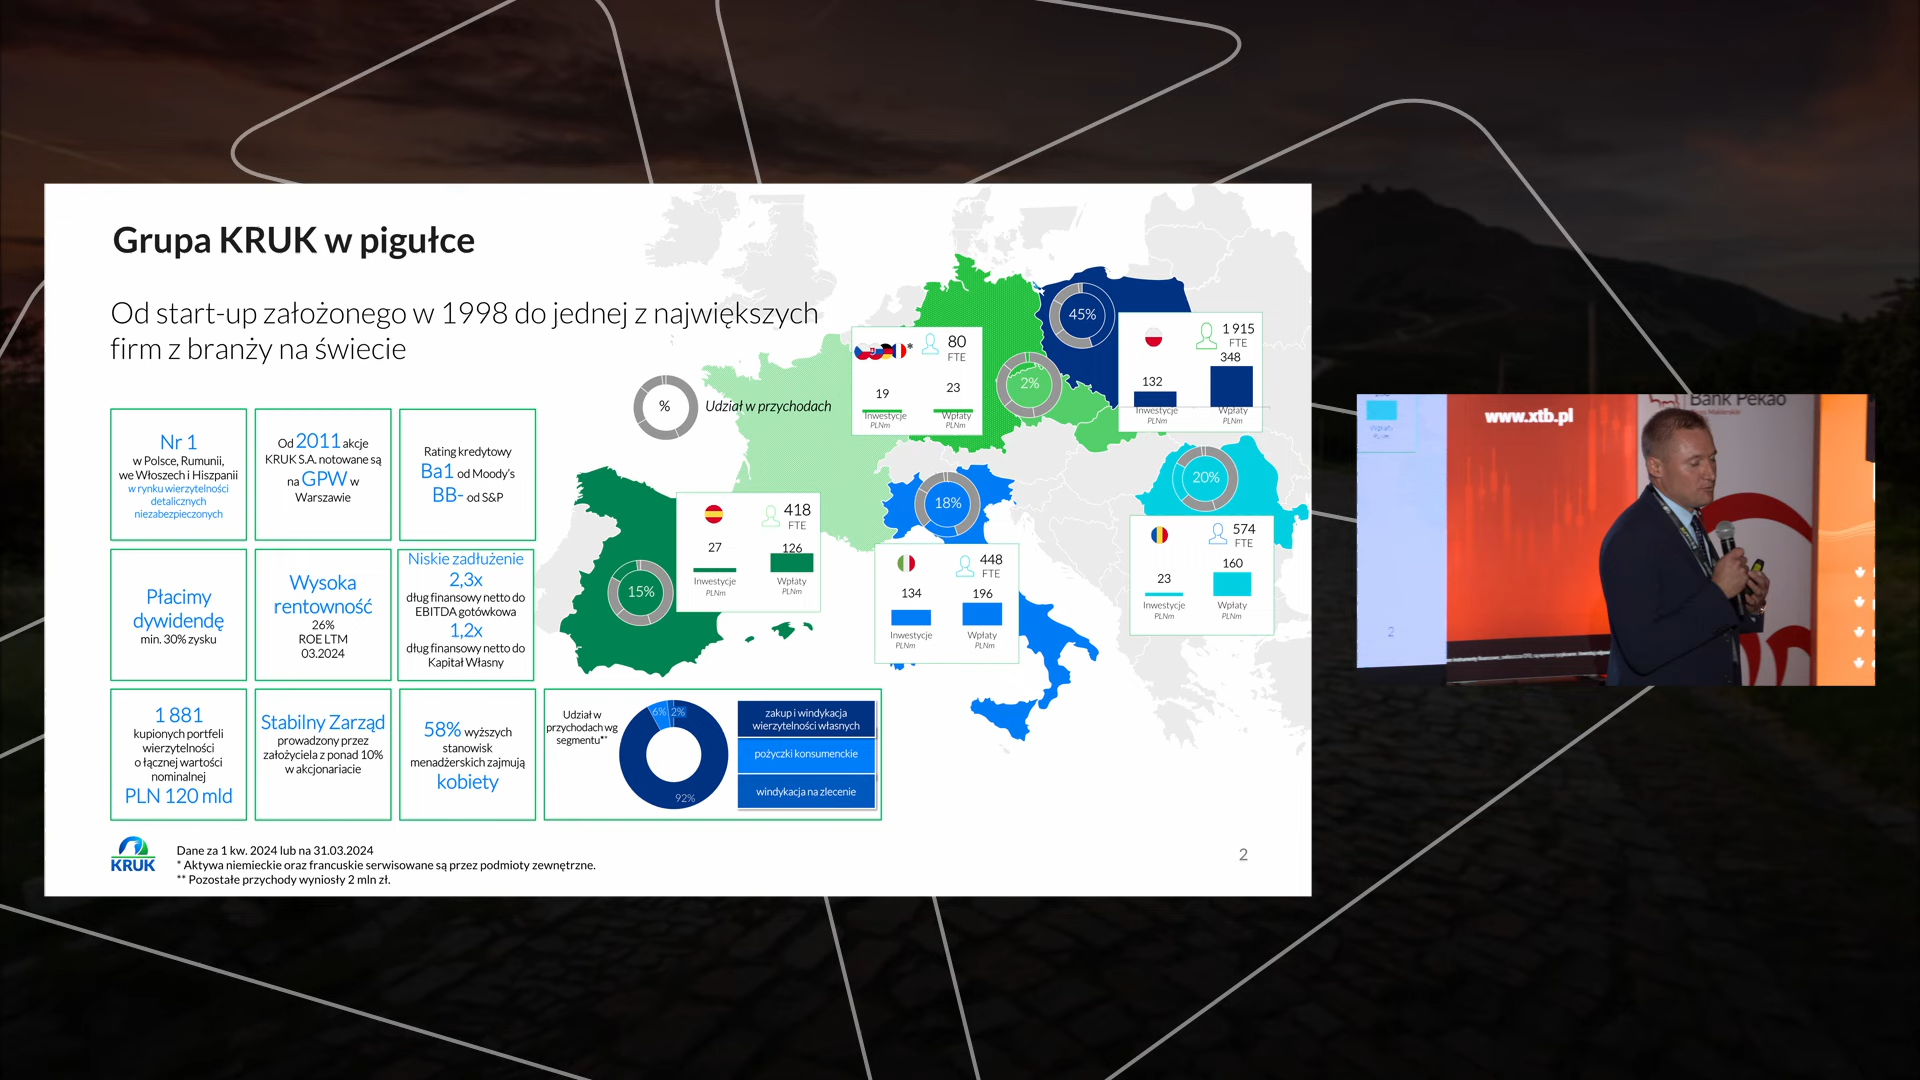 Grupa KRUK w pigułce
Od start-up założonego w 1998 do jednej z największych
firm z branży na świecie
%
Udział w przychodach
Nr 1
w Polsce, Rumunii,
we Włoszech i Hiszpanii
w rynku wierzytelności
detalicznych
niezabezpieczonych
Od 2011 akcje
KRUK S.A. notowane są
na GPW w
Warszawie
Rating kredytowy
Ba1 od Moody's
BB- od S&P
Płacimy
dywidendę
min. 30% zysku
Wysoka
rentowność
26%
ROE LTM
03.2024
Niskie zadłużenie
2,3x
dług finansowy netto do
EBITDA gotówkowa
1,2x
dług finansowy netto do
Kapitał Własny
1 881
kupionych portfeli
wierzytelności
o łącznej wartości
nominalnej
PLN 120 mld
Stabilny Zarząd
prowadzony przez
założyciela z ponad 10%
w akcjonariacie
58% wyższych
stanowisk
menadżerskich zajmują
kobiety
Udział w
przychodach wg
segmentu**
6%
2%
92%
zakup i windykacja
wierzytelności własnych
pożyczki konsumenckie
windykacja na zlecenie
*
80
FTE
19
23
Inwestycje
PLNm
Wpłaty
PLNm
2%
45%
1 915
FTE
348
132
Inwestycje
PLNm
Wpłaty
PLNm
15%
418
FTE
27
126
Inwestycje
PLNm
Wpłaty
PLNm
18%
448
FTE
134
196
Inwestycje
PLNm
Wpłaty
PLNm
20%
574
FTE
23
160
Inwestycje
PLNm
Wpłaty
PLNm
KRUK
Dane za 1 kw. 2024 lub na 31.03.2024
* Aktywa niemieckie oraz francuskie serwisowane są przez podmioty zewnętrzne.
** Pozostałe przychody wyniosły 2 mln zł.
2
www.xtb.pl
Bank Pekao
Wpłaty
2